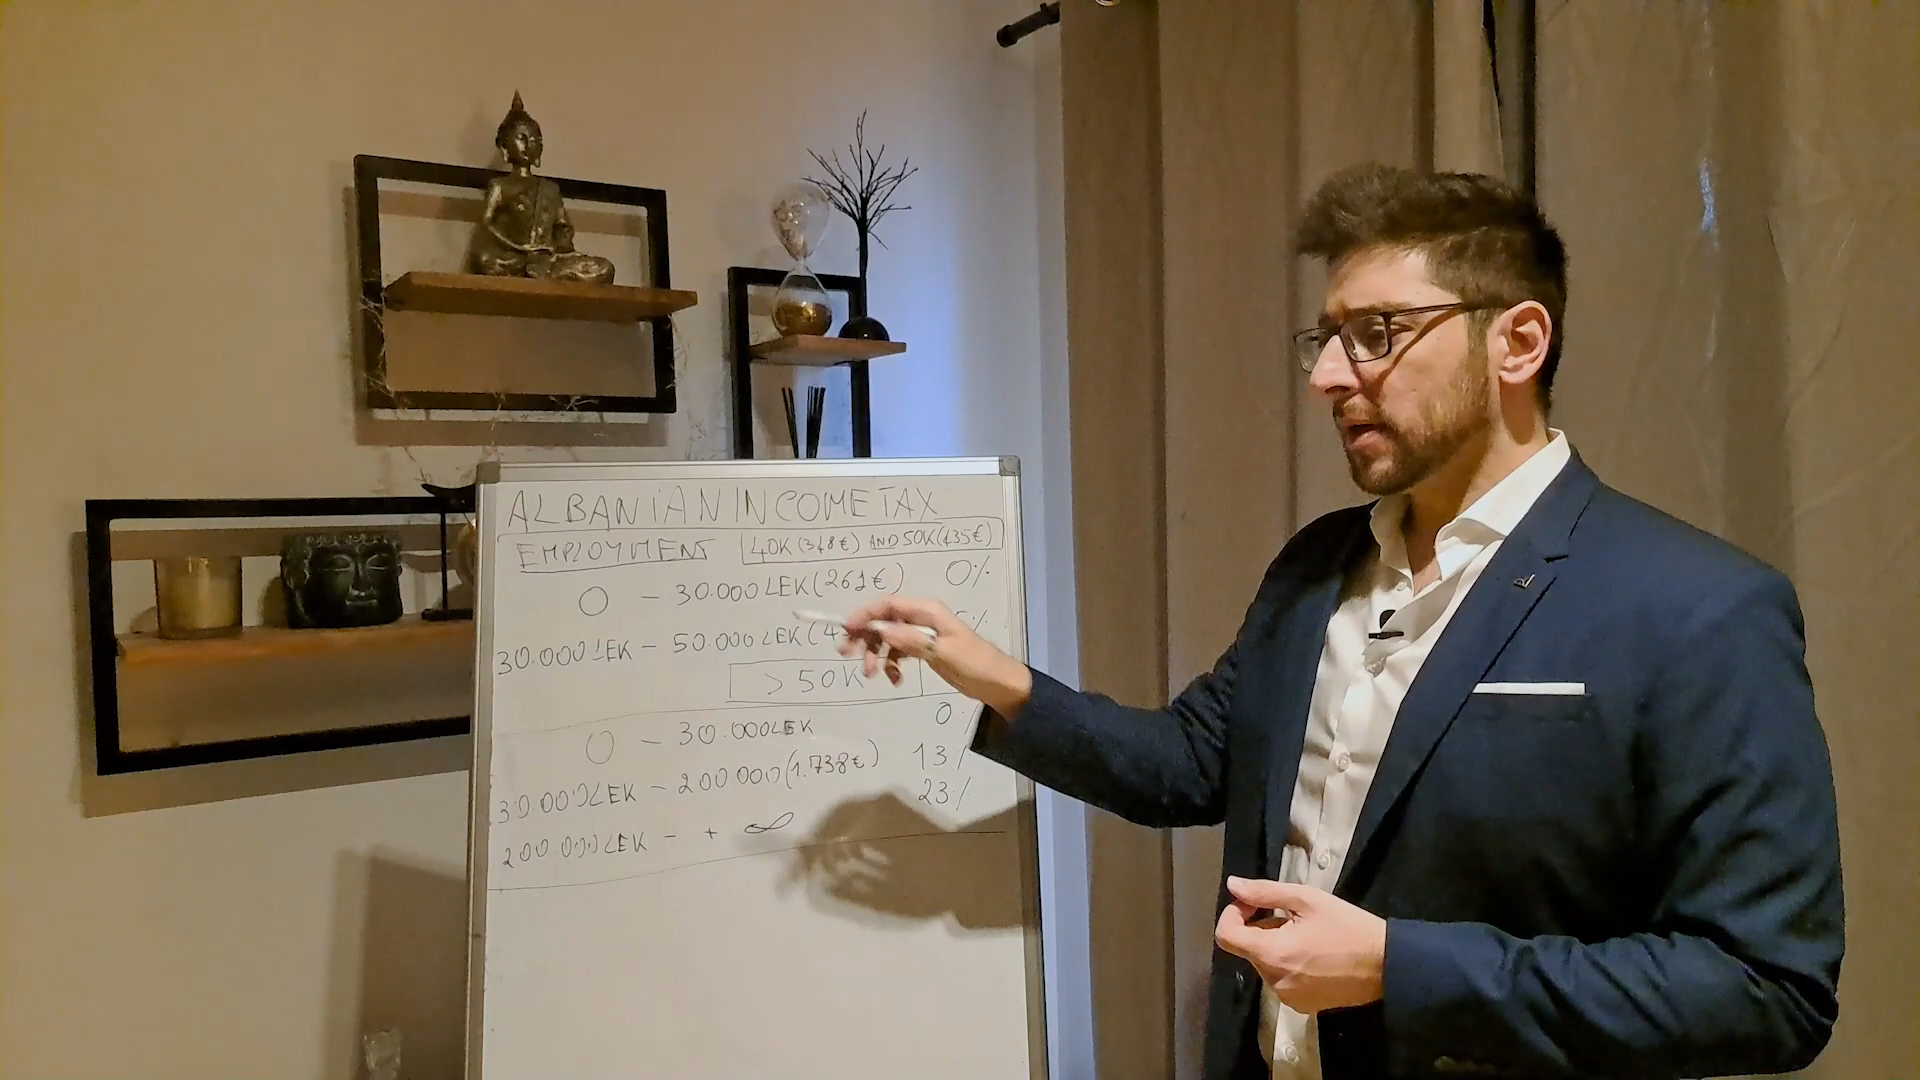 ALBANIAN INCOME TAX
EMPLOYMENT 40K (348€) AND 50K (435€)
0 - 30.000 LEK (261€) 0%
30.000 LEK - 50.000 LEK (4 %
> 50K
0 - 30.000 LEK 0
30.000 LEK - 200 000 (1.738€) 13%
200.000 LEK - + ∞ 23%